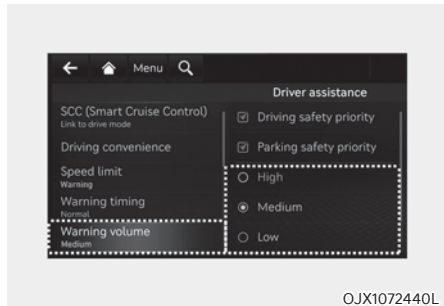 Menu
Driver assistance
SCC (Smart Cruise Control)
Link to drive mode
Driving convenience
Speed limit
Warning
Warning timing
Normal
Warning volume
Medium
Driving safety priority
Parking safety priority
High
Medium
Low
OJX1072440L